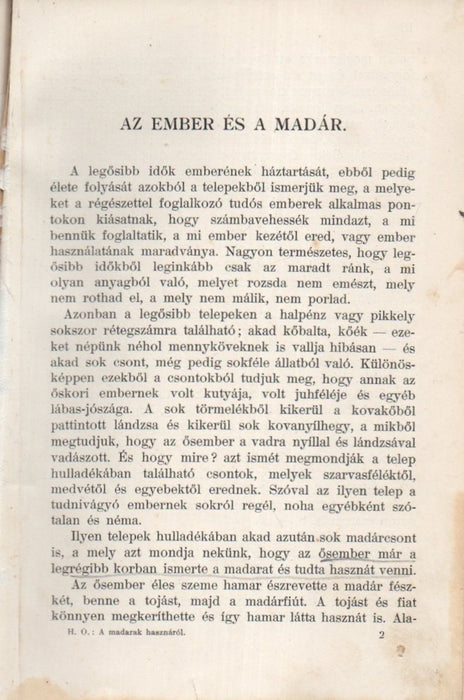 AZ EMBER ÉS A MADÁR.
A legősibb idők emberének háztartását, ebből pedig
élete folyását azokból a telepekből ismerjük meg, a melye-
ket a régészettel foglalkozó tudós emberek alkalmas pon-
tokon kiásatnak, hogy számbavehessék mindazt, a mi
bennük foglaltatik, a mi ember kezétől ered, vagy ember
használatának maradványa. Nagyon természetes, hogy leg-
ősibb időkből leginkább csak az maradt ránk, a mi
olyan anyagból való, melyet rozsda nem emészt, mely
nem rothad el, a mely nem málik, nem porlad.
Azonban a legősibb telepeken a halpénz vagy pikkely
sokszor rétegszámra található; akad kőbalta, kőék — eze-
ket népünk néhol mennyköveknek is vallja hibásan — és
akad sok csont, még pedig sokféle állatból való. Különös-
képpen ezekből a csontokból tudjuk meg, hogy annak az
őskori embernek volt kutyája, volt juhféléje és egyéb
lábas-jószága. A sok törmelékből kikerül a kovakőből
pattintott lándzsa és kikerül sok kovanyílhegy, a mikből
megtudjuk, hogy az ősember a vadra nyíllal és lándzsával
vadászott. És hogy mire? azt ismét megmondják a telep
hulladékában található csontok, melyek szarvasféléktől,
medvétől és egyebektől erednek. Szóval az ilyen telep a
tudnivágyó embernek sokról regél, noha egyébként szó-
talan és néma.
Ilyen telepek hulladékában akad azután sok madárcsont
is, a mely azt mondja nekünk, hogy az ősember már a
legrégibb korban ismerte a madarat és tudta hasznát venni.
Az ősember éles szeme hamar észrevette a madár fész-
két, benne a tojást, majd a madárfiút. A tojást és fiat
könnyen megkeríthette és így hamar látta hasznát is. Ala-
H. O.: A madarak hasznáról.
2